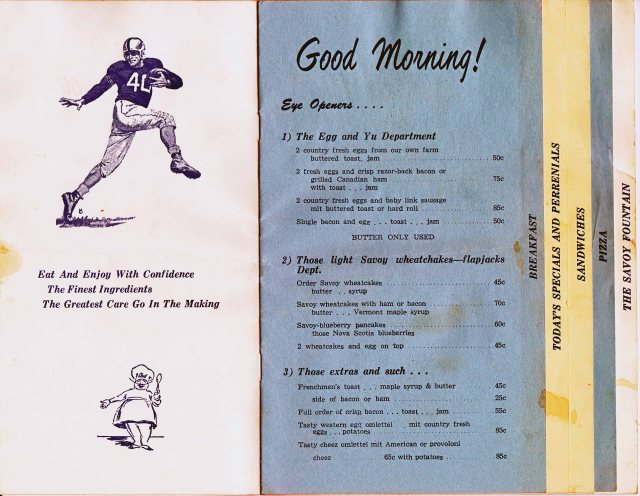 40
Eat And Enjoy With Confidence
The Finest Ingredients
The Greatest Care Go In The Making
Good Morning!
Eye Openers . . . .
1) The Egg and Yu Department
2 country fresh eggs from our own farm
buttered toast, jam . . . 50c
2 fresh eggs and crisp razor-back bacon or
grilled Canadian ham . . . 75c
with toast . . . jam
2 country fresh eggs and beby link sausage
mit buttered toast or hard roll . . . 85c
Single bacon and egg . . . toast . . . jam . . . 50c
BUTTER ONLY USED
2) Those light Savoy wheatchakes—flapjacks
Dept.
Order Savoy wheatcakes . . . 45c
butter . . syrup
Savoy wheatcakes with ham or bacon . . . 70c
butter . . . Vermont maple syrup
Savoy-blueberry pancakes . . . 60c
those Nova Scotia blueberries
2 wheatcakes and egg on top . . . 45c
3) Those extras and such . . .
Frenchmen's toast . . . maple syrup & butter . . . 45c
side of bacon or ham . . . 25c
Full order of crisp bacon . . . toast . . . jam . . . 55c
Tasty western egg omlettel mit country fresh
eggs . . . potatoes . . . 85c
Tasty cheez omlettel mit American or provoloni
cheez 65c with potatoes . . . 85c
BREAKFAST
TODAY'S SPECIALS AND PERRENIALS
SANDWICHES
PIZZA
THE SAVOY FOUNTAIN